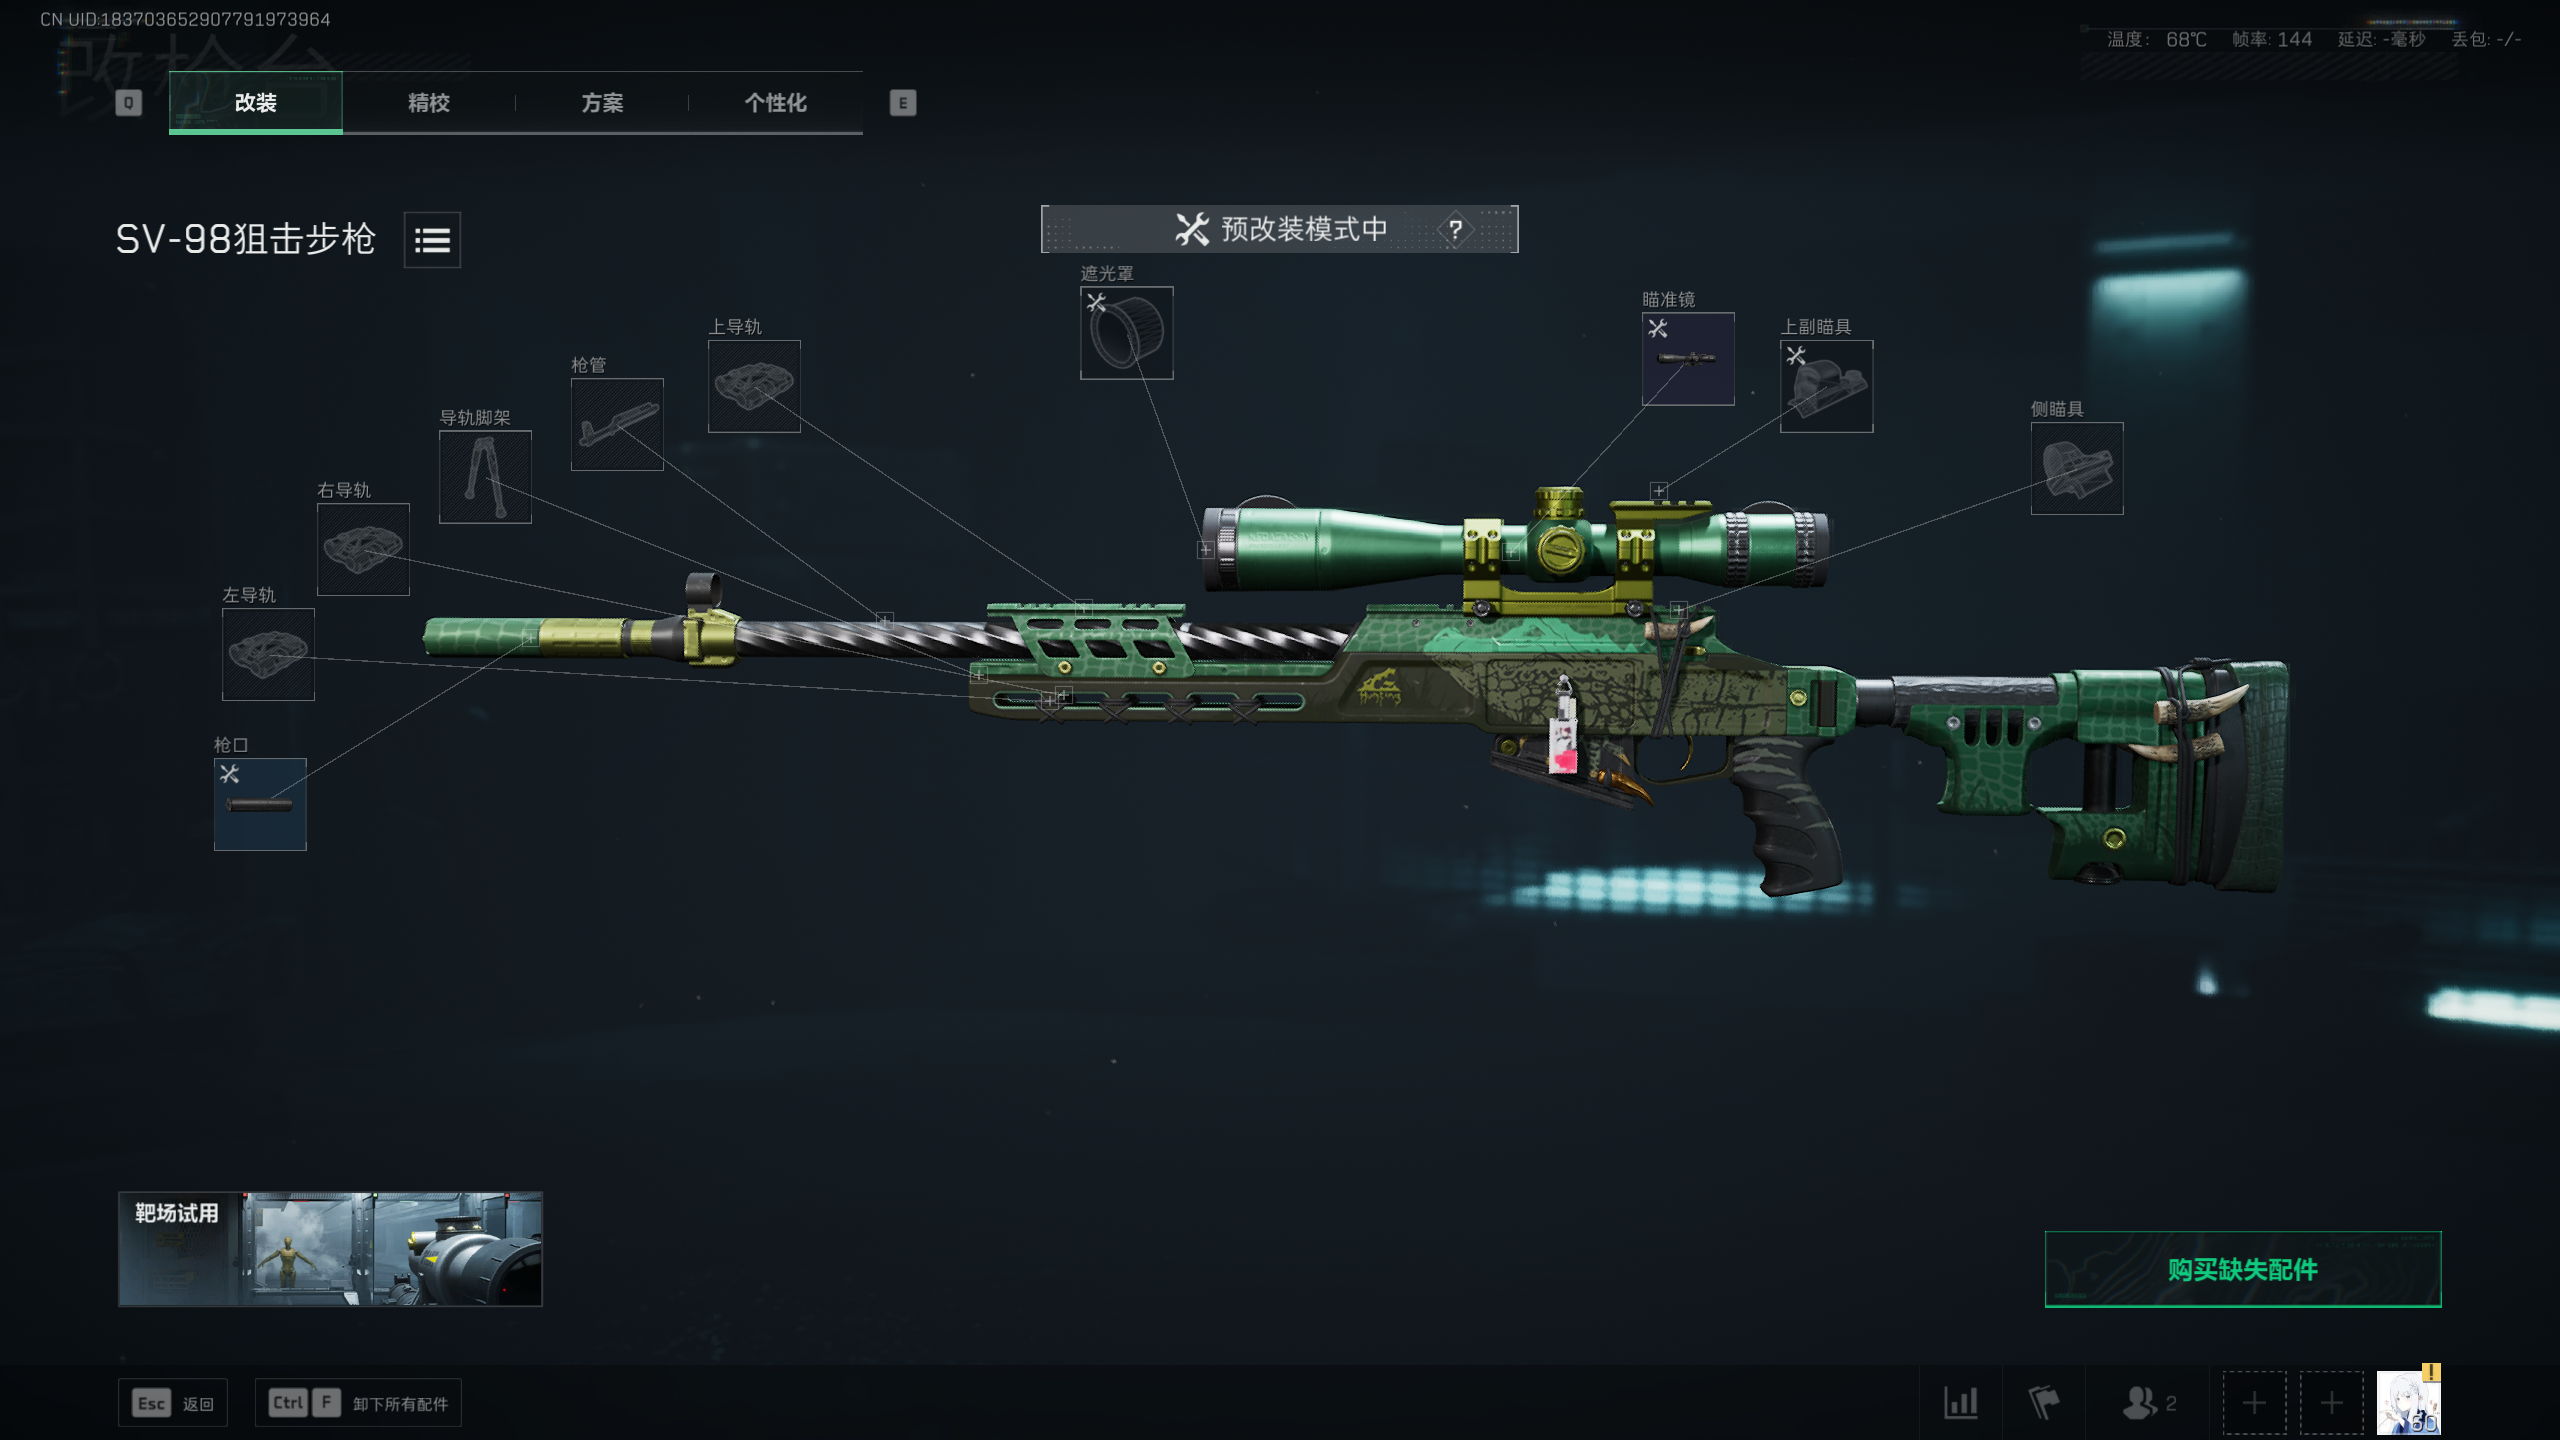 CN UID:183703652907791973964
改枪台
温度: 68℃ 帧率: 144 延迟: -毫秒 丢包: -/-
Q 改装 精校 方案 个性化 E
SV-98狙击步枪
预改装模式中 ?
遮光罩
瞄准镜
上导轨
上副瞄具
枪管
侧瞄具
导轨脚架
右导轨
左导轨
枪口
靶场试用
购买缺失配件
Esc 返回 Ctrl F 卸下所有配件
2
60